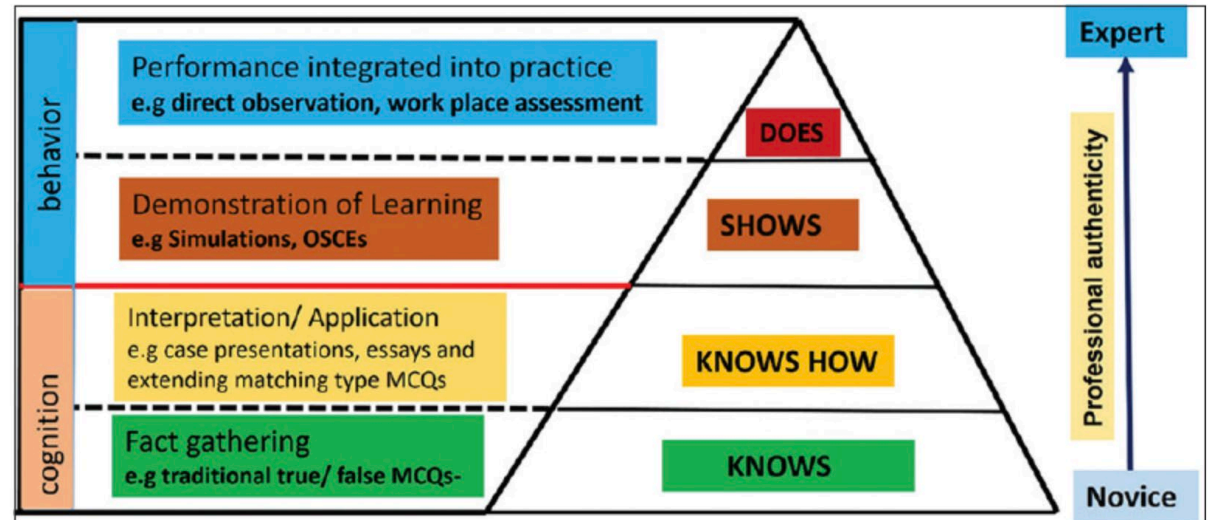 behavior
Performance integrated into practice
e.g direct observation, work place assessment
DOES
Demonstration of Learning
e.g Simulations, OSCEs
SHOWS
cognition
Interpretation/ Application
e.g case presentations, essays and
extending matching type MCQs
KNOWS HOW
Fact gathering
e.g traditional true/ false MCQs-
KNOWS
Expert
Professional authenticity
Novice